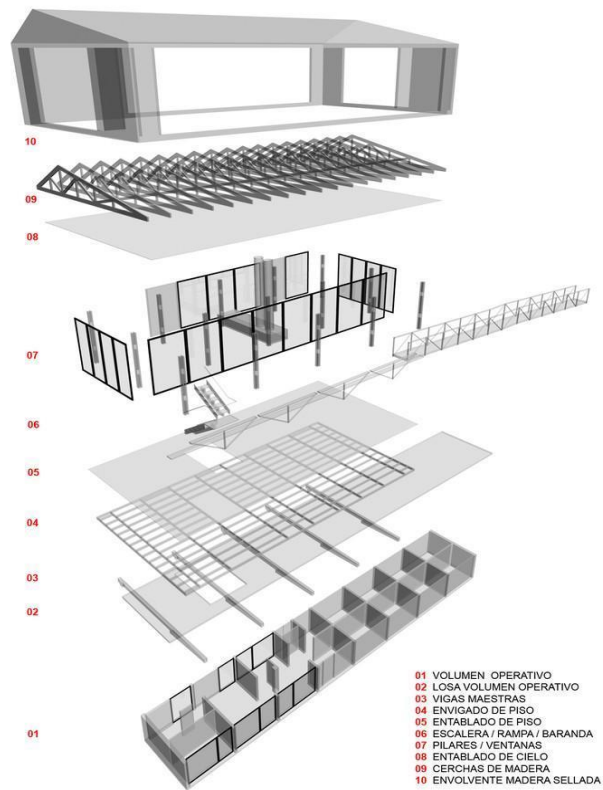 10
09
08
07
06
05
04
03
02
01
01 VOLUMEN OPERATIVO
02 LOSA VOLUMEN OPERATIVO
03 VIGAS MAESTRAS
04 ENVIGADO DE PISO
05 ENTABLADO DE PISO
06 ESCALERA / RAMPA / BARANDA
07 PILARES / VENTANAS
08 ENTABLADO DE CIELO
09 CERCHAS DE MADERA
10 ENVOLVENTE MADERA SELLADA